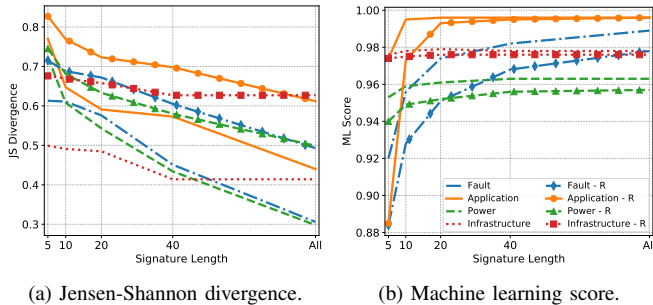 0.8
0.7
0.6
0.5
0.4
0.3
JS Divergence
5 10 20 40 All
Signature Length
(a) Jensen-Shannon divergence.
1.00
0.98
0.96
0.94
0.92
0.90
0.88
ML Score
Fault
Application
Power
Infrastructure
Fault - R
Application - R
Power - R
Infrastructure - R
5 10 20 40 All
Signature Length
(b) Machine learning score.